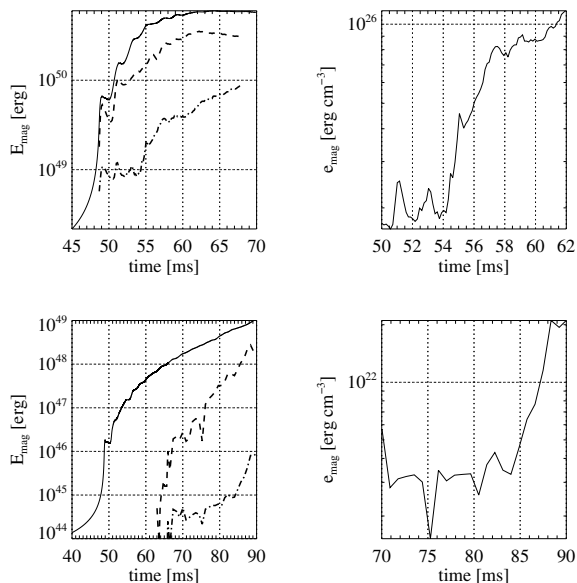 10^50
10^49
E_mag [erg]
45 50 55 60 65 70
time [ms]
10^26
e_mag [erg cm^-3]
50 52 54 56 58 60 62
time [ms]
10^49
10^48
10^47
10^46
10^45
10^44
E_mag [erg]
40 50 60 70 80 90
time [ms]
10^22
e_mag [erg cm^-3]
70 75 80 85 90
time [ms]